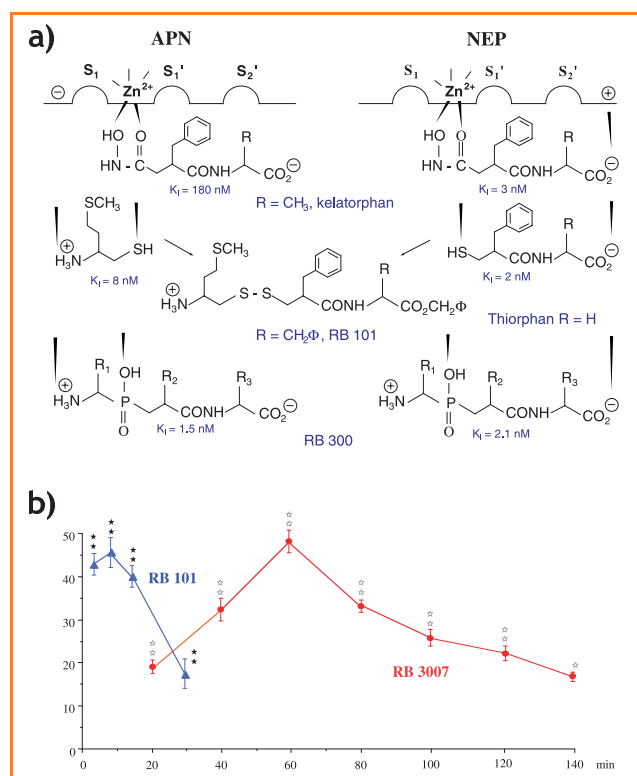 a)
APN
NEP
S1 S1' S2'
S1 S1' S2'
⊖ Zn2+
Zn2+ ⊕
HO O R
HO O R
HN - C CONH CO2 ⊖
HN - C CONH CO2 ⊖
KI = 180 nM
KI = 3 nM
R = CH3, kelatorphan
SCH3
⊕ H3N SH
HS CONH R CO2 ⊖
KI = 8 nM
KI = 2 nM
SCH3
R
⊕ H3N S - S CONH CO2CH2Φ
Thiorphan R = H
R = CH2Φ, RB 101
R1 OH R2 R3
R1 OH R2 R3
⊕ H3N P O CONH CO2 ⊖
⊕ H3N P O CONH CO2 ⊖
KI = 1.5 nM
KI = 2.1 nM
RB 300
b)
50
40
30
20
10
0
RB 101
RB 3007
0 20 40 60 80 100 120 140 min